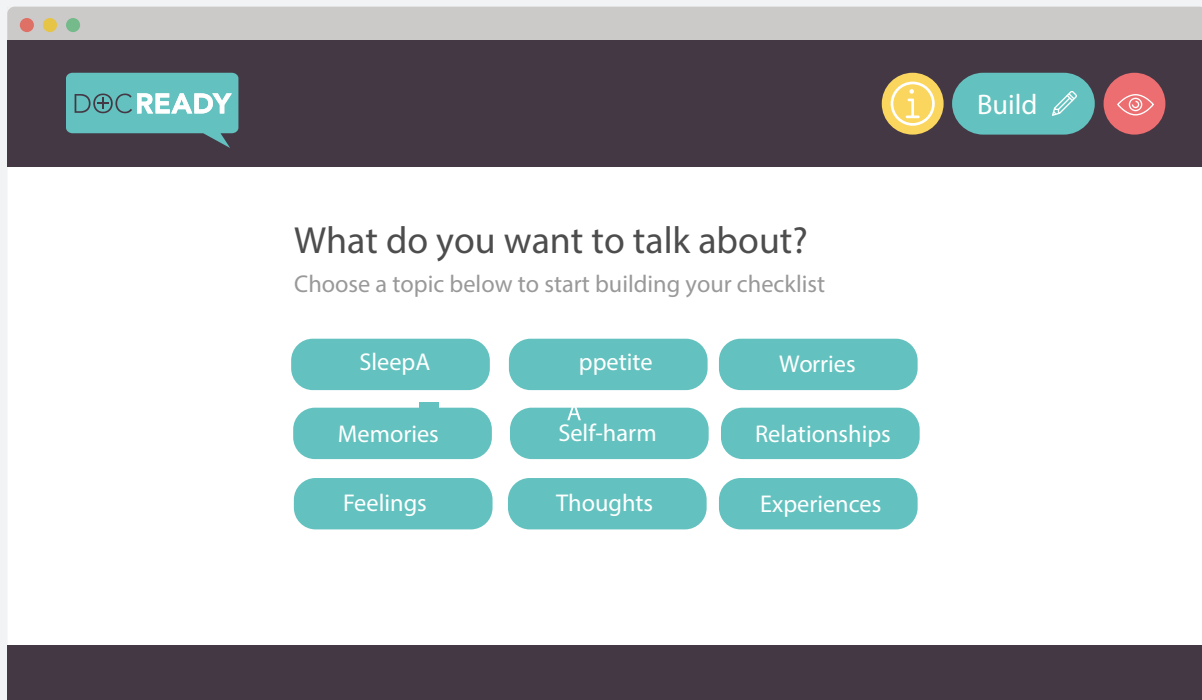 DOCREADY
Build
What do you want to talk about?
Choose a topic below to start building your checklist
SleepA ppetite Worries
A
Memories Self-harm Relationships
Feelings Thoughts Experiences